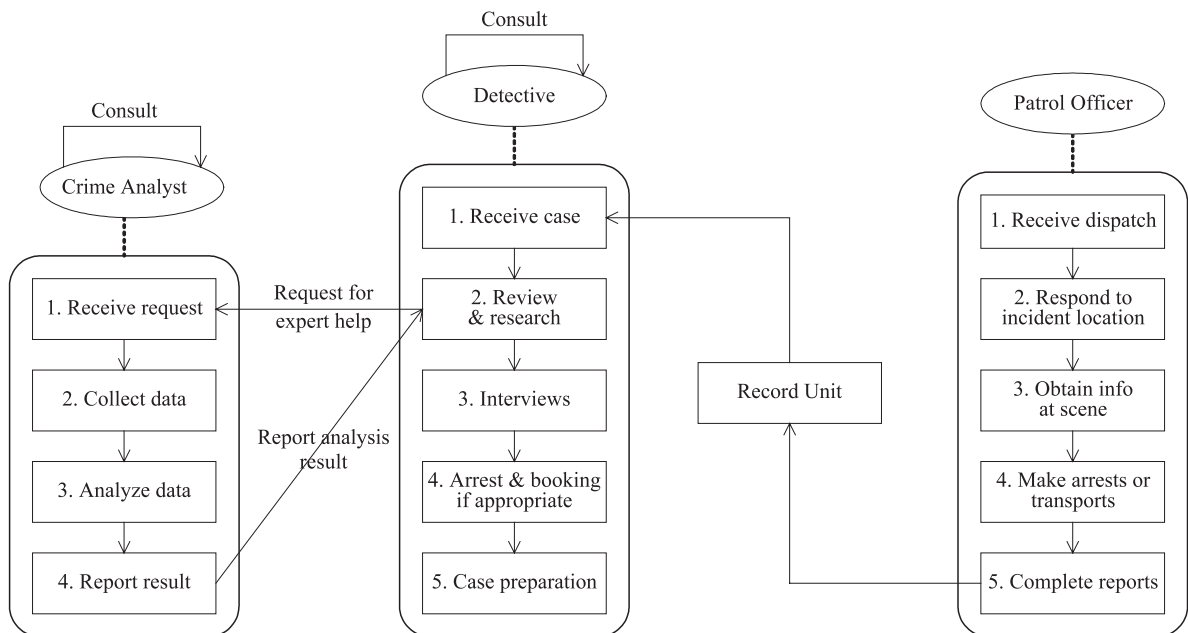 Consult
Crime Analyst
1. Receive request
2. Collect data
3. Analyze data
4. Report result
Request for
expert help
Report analysis
result
Consult
Detective
1. Receive case
2. Review
& research
3. Interviews
4. Arrest & booking
if appropriate
5. Case preparation
Record Unit
Patrol Officer
1. Receive dispatch
2. Respond to
incident location
3. Obtain info
at scene
4. Make arrests or
transports
5. Complete reports